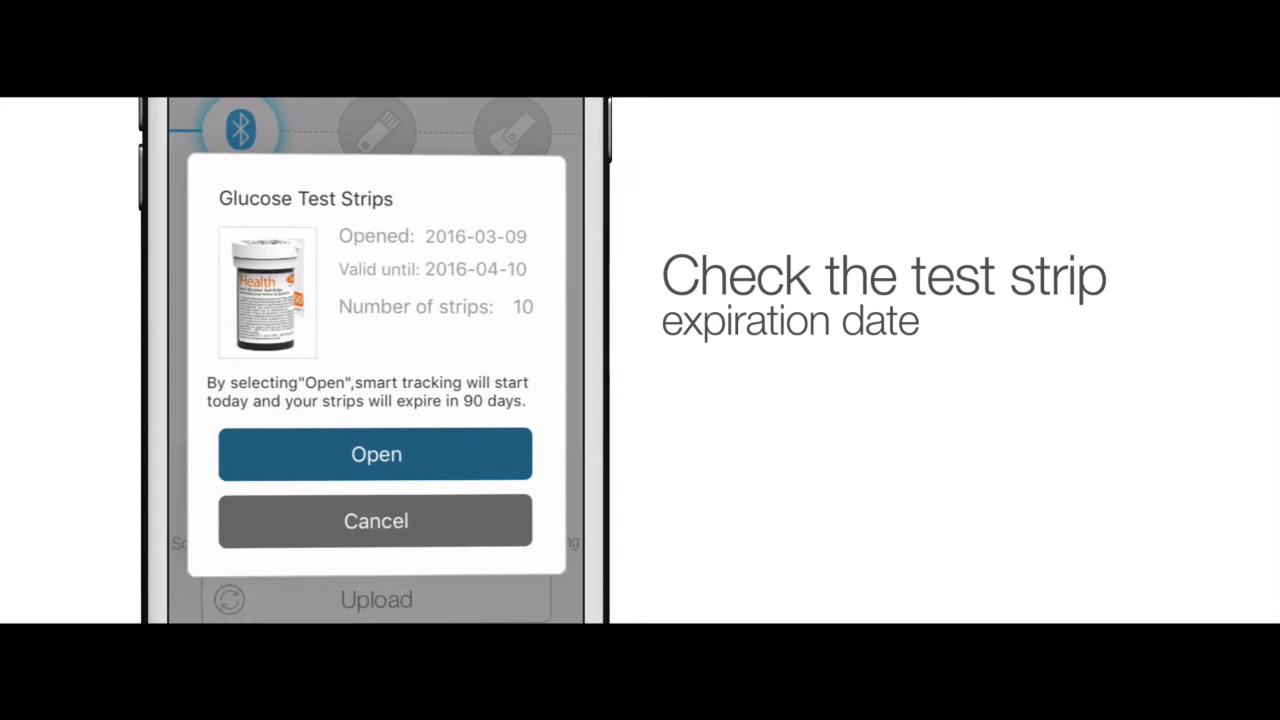 Glucose Test Strips
Opened: 2016-03-09
Valid until: 2016-04-10
Number of strips: 10
iHealth
By selecting"Open",smart tracking will start
today and your strips will expire in 90 days.
Open
Cancel
Upload
Check the test strip
expiration date